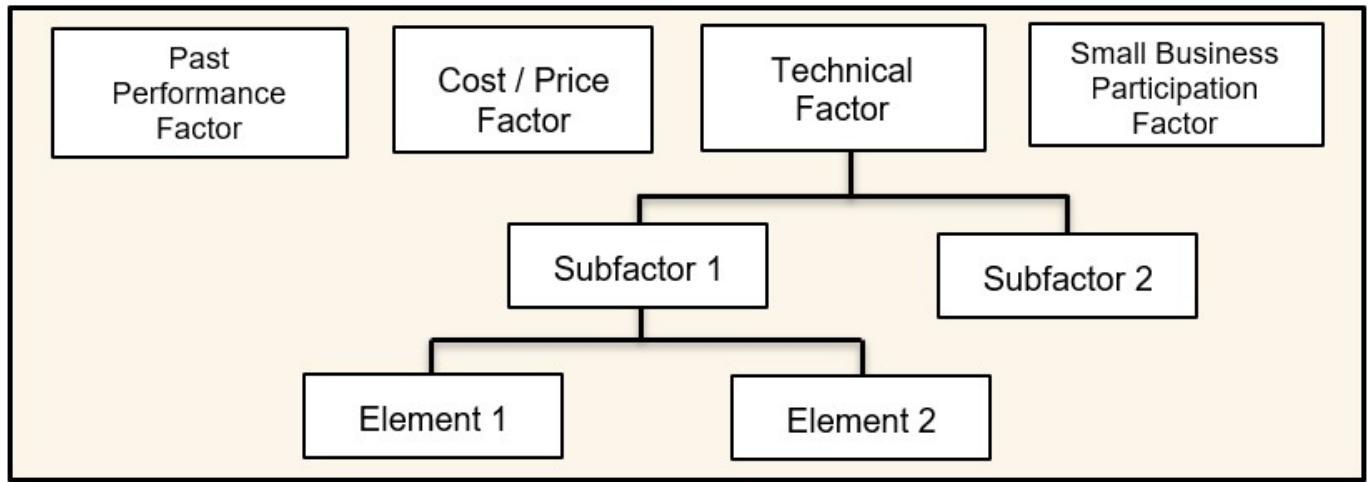 Past
Performance
Factor
Cost / Price
Factor
Technical
Factor
Small Business
Participation
Factor
Subfactor 1
Subfactor 2
Element 1
Element 2